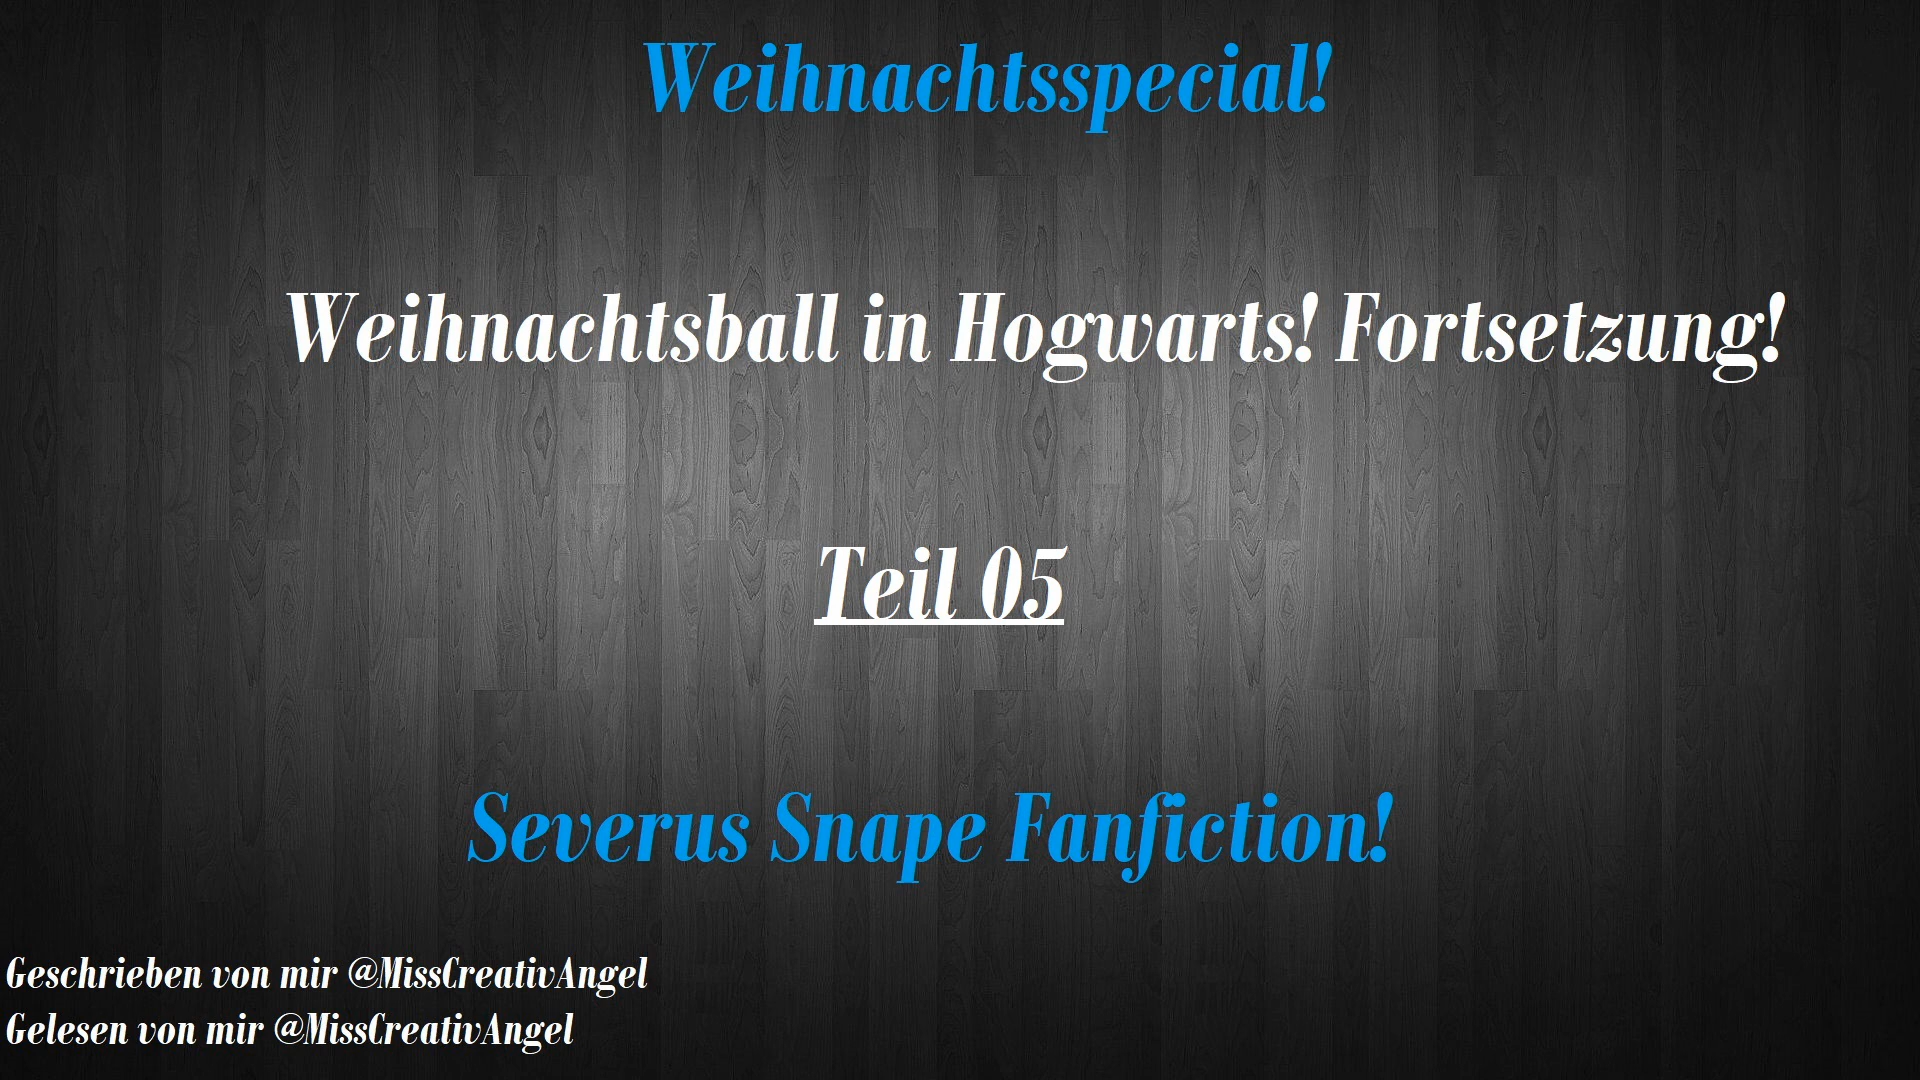 Weihnachtsspecial!
Weihnachtsball in Hogwarts! Fortsetzung!
Teil 05
Severus Snape Fanfiction!
Geschrieben von mir @MissCreativAngel
Gelesen von mir @MissCreativAngel